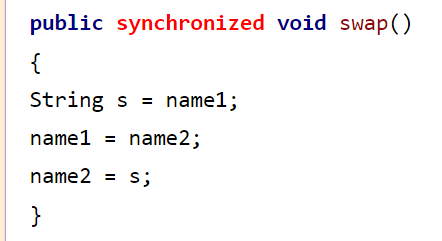 public synchronized void swap()
{
String s = name1;
name1 = name2;
name2 = s;
}